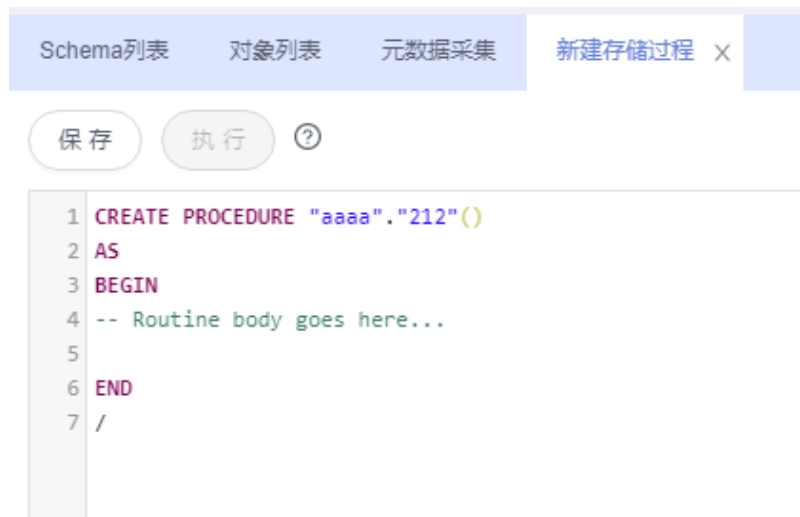 Schema列表 对象列表 元数据采集 新建存储过程 ×
保存 执行 ?
1 CREATE PROCEDURE "aaaa"."212"()
2 AS
3 BEGIN
4 -- Routine body goes here...
5
6 END
7 /